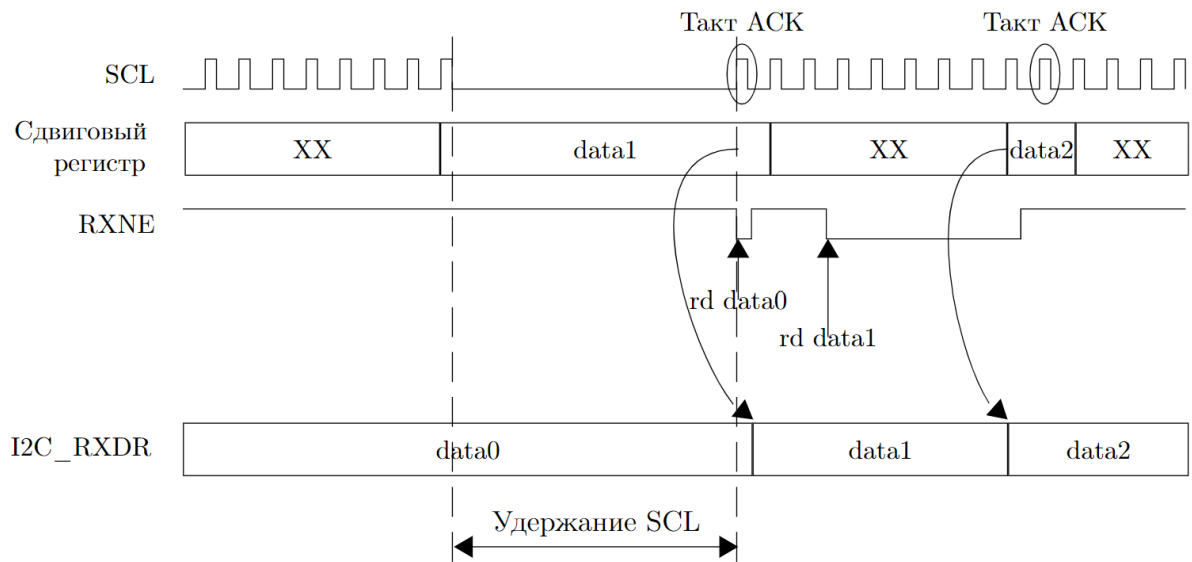 Такт ACK
Такт ACK
SCL
Сдвиговый
регистр
XX
data1
XX
data2
XX
RXNE
rd data0
rd data1
I2C_RXDR
data0
data1
data2
Удержание SCL